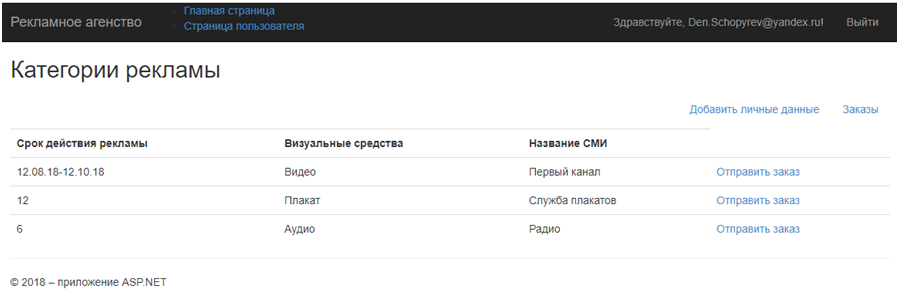 Рекламное агенство
Главная страница
Страница пользователя
Здравствуйте, Den.Schopyrev@yandex.ru!
Выйти
Категории рекламы
Добавить личные данные Заказы
Срок действия рекламы Визуальные средства Название СМИ
12.08.18-12.10.18 Видео Первый канал Отправить заказ
12 Плакат Служба плакатов Отправить заказ
6 Аудио Радио Отправить заказ
© 2018 – приложение ASP.NET